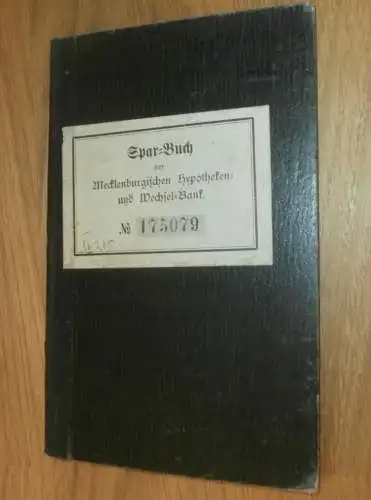 Spar=Buch
der
Mecklenburgischen Hypotheken=
und Wechsel=Bank.
№ 175079